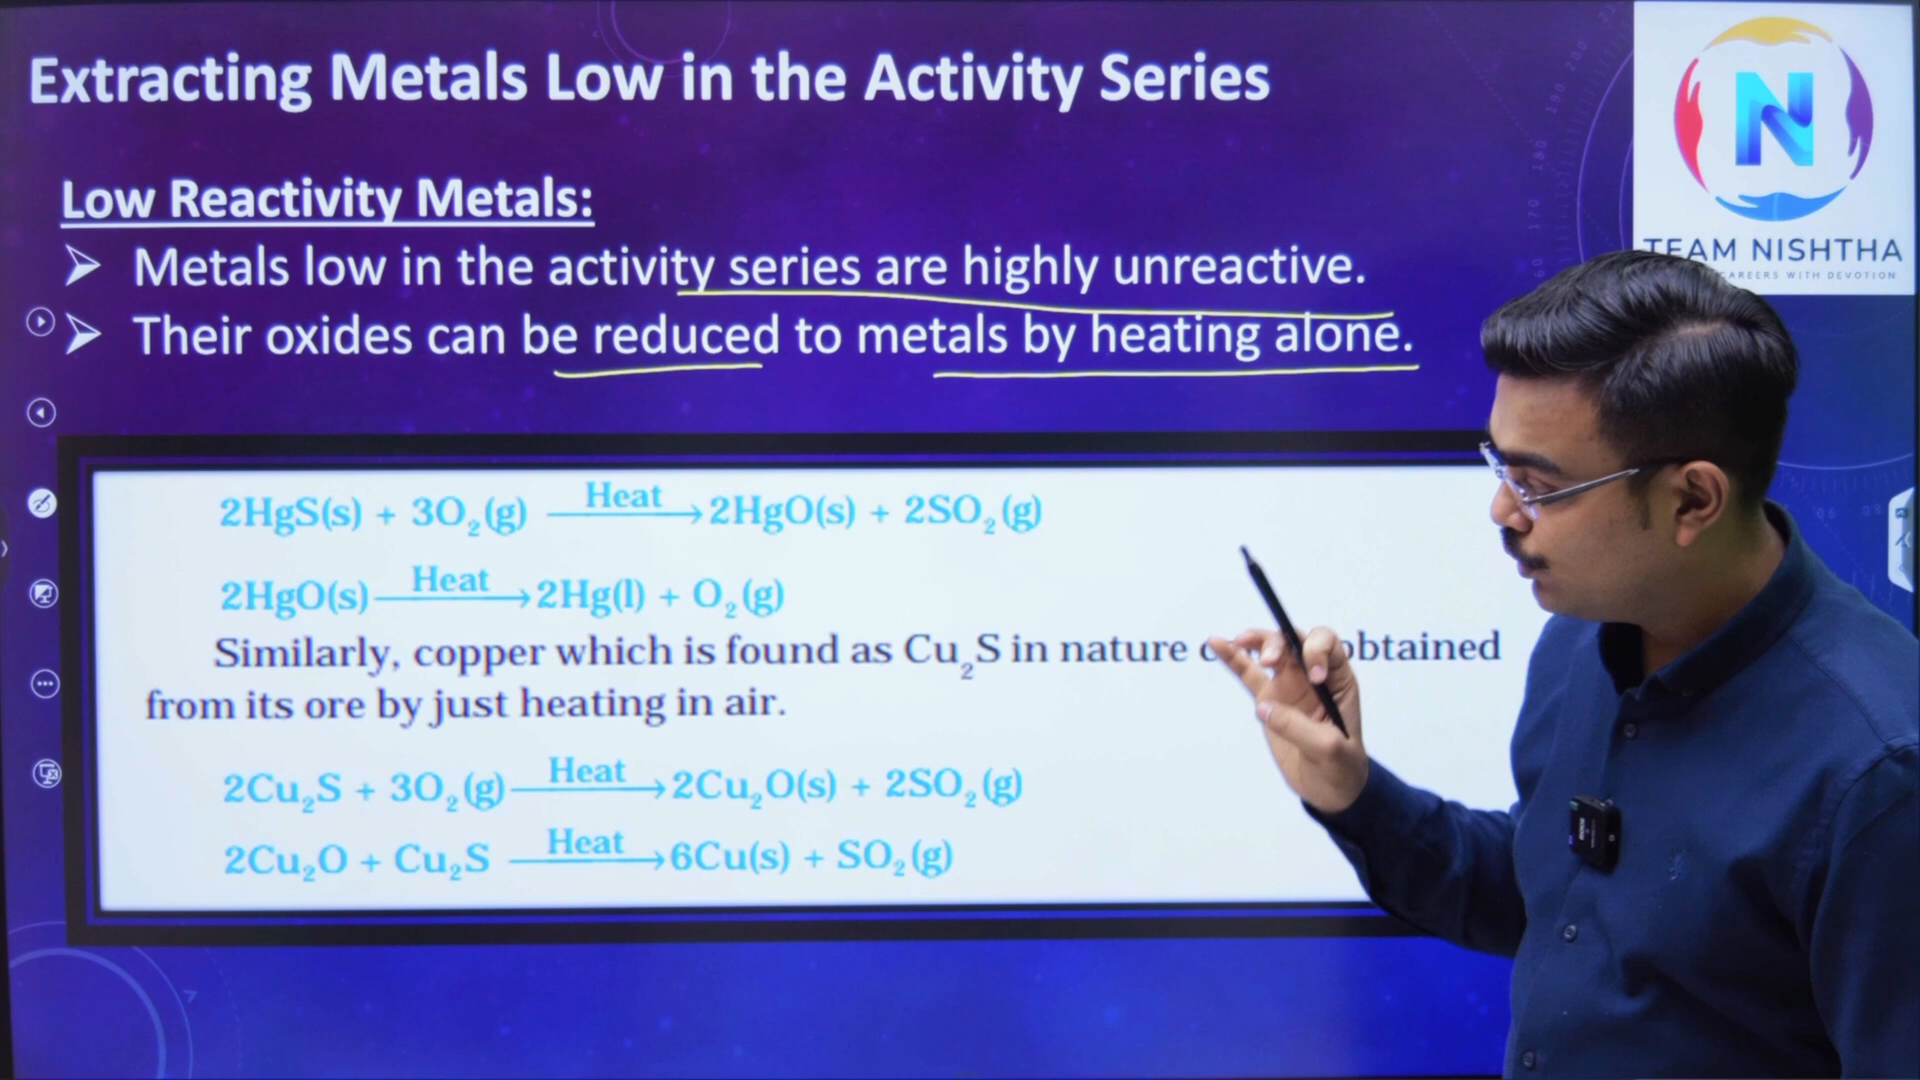 Extracting Metals Low in the Activity Series
TEAM NISHTHA
CAREERS WITH DEVOTION
Low Reactivity Metals:
➢ Metals low in the activity series are highly unreactive.
➢ Their oxides can be reduced to metals by heating alone.
2HgS(s) + 3O₂(g) —Heat→ 2HgO(s) + 2SO₂(g)
2HgO(s) —Heat→ 2Hg(l) + O₂(g)
Similarly, copper which is found as Cu₂S in nature obtained
from its ore by just heating in air.
2Cu₂S + 3O₂(g) —Heat→ 2Cu₂O(s) + 2SO₂(g)
2Cu₂O + Cu₂S —Heat→ 6Cu(s) + SO₂(g)